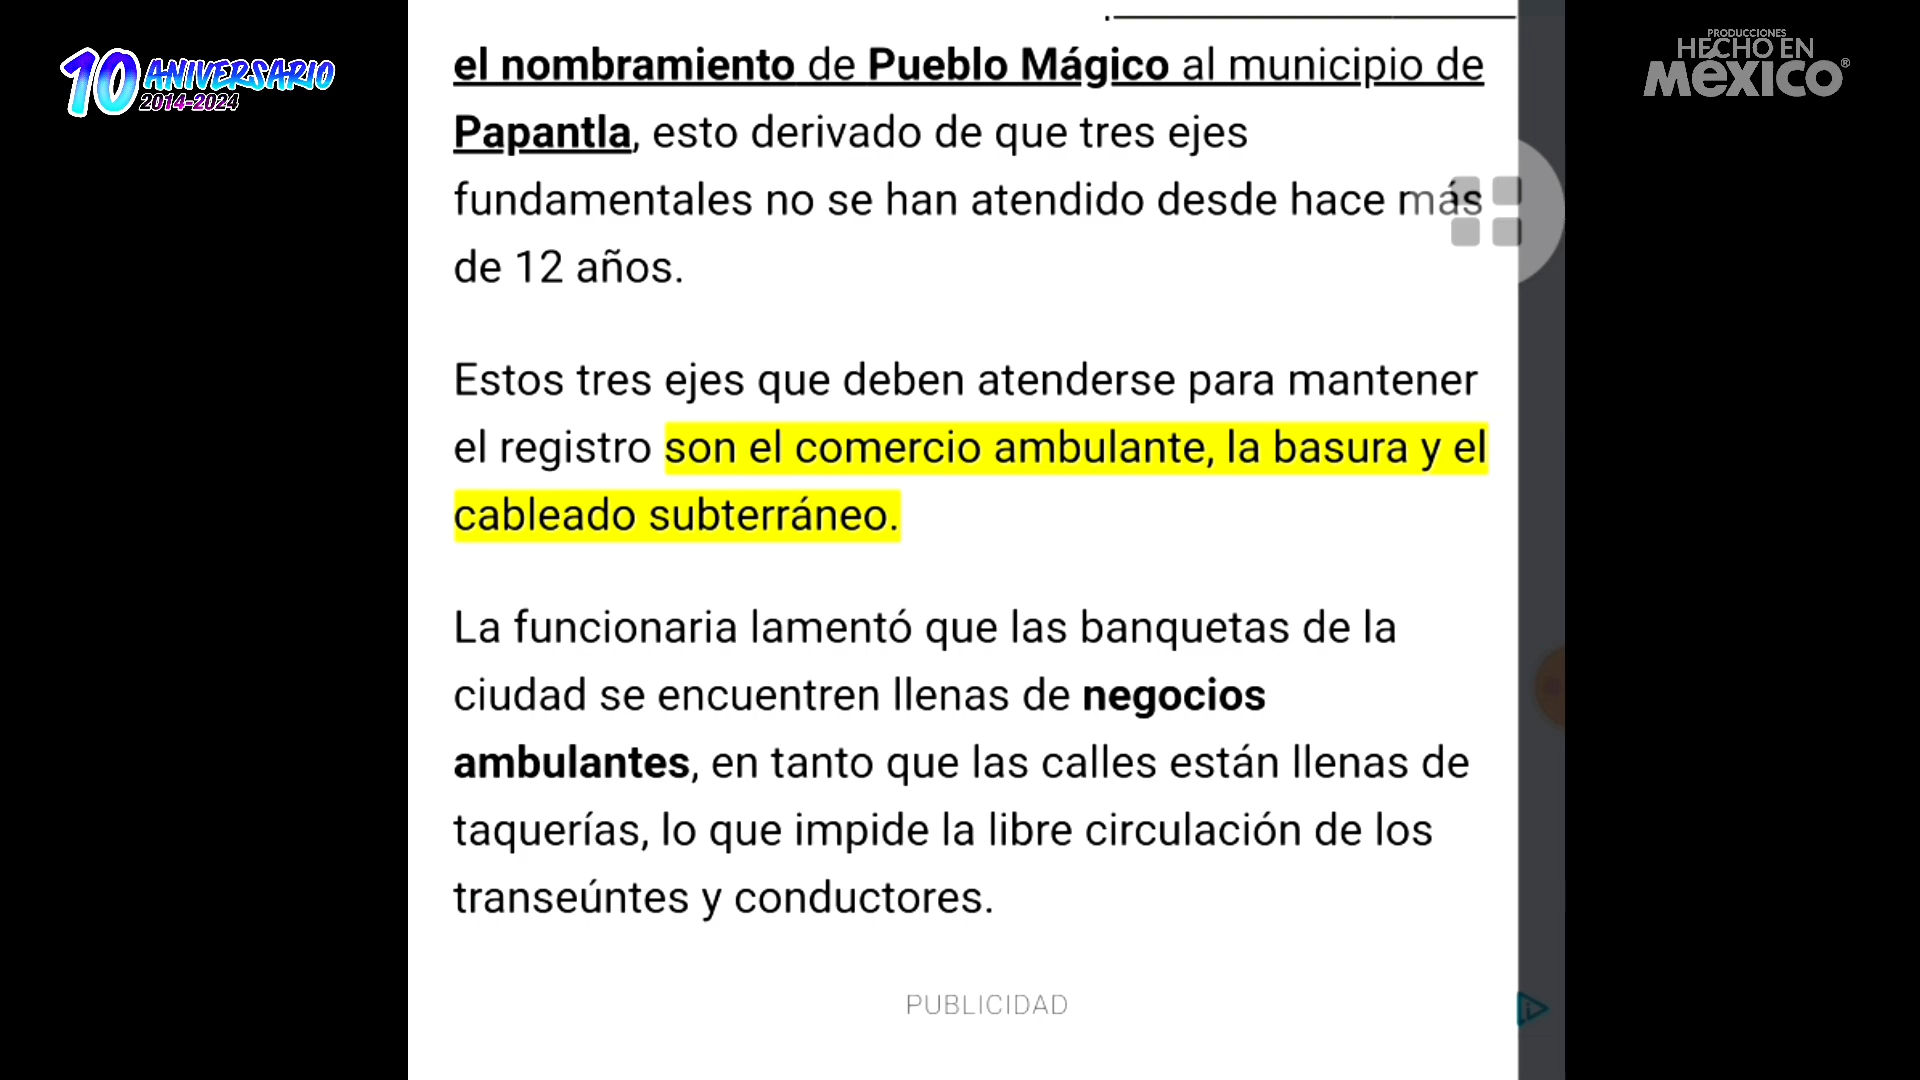 10 ANIVERSARIO
2014-2024
PRODUCCIONES
HECHO EN
México®
el nombramiento de Pueblo Mágico al municipio de
Papantla, esto derivado de que tres ejes
fundamentales no se han atendido desde hace más
de 12 años.
Estos tres ejes que deben atenderse para mantener
el registro son el comercio ambulante, la basura y el
cableado subterráneo.
La funcionaria lamentó que las banquetas de la
ciudad se encuentren llenas de negocios
ambulantes, en tanto que las calles están llenas de
taquerías, lo que impide la libre circulación de los
transeúntes y conductores.
PUBLICIDAD